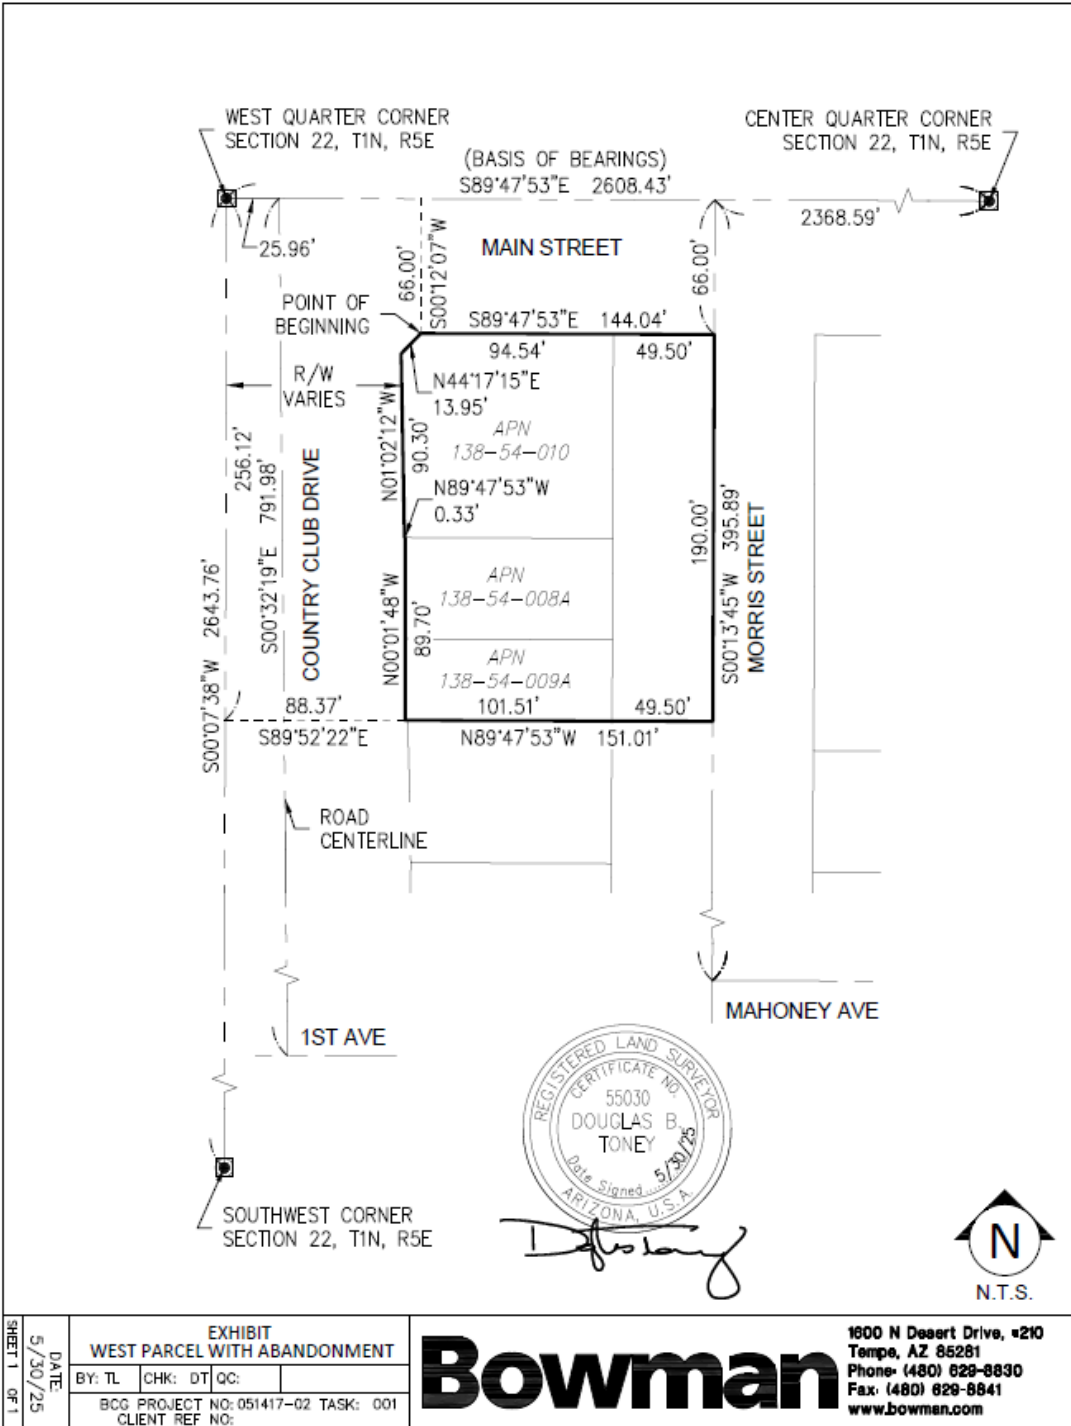 WEST QUARTER CORNER
SECTION 22, T1N, R5E
CENTER QUARTER CORNER
SECTION 22, T1N, R5E
(BASIS OF BEARINGS)
S89°47'53"E 2608.43'
2368.59'
25.96'
MAIN STREET
66.00'
S00°12'07"W
66.00'
POINT OF
BEGINNING
S89°47'53"E 144.04'
94.54'
49.50'
R/W
VARIES
N44°17'15"E
13.95'
N01°02'12"W
90.30'
APN
138-54-010
N89°47'53"W
0.33'
256.12'
S00°07'38"W 2643.76'
S00°32'19"E 791.98'
COUNTRY CLUB DRIVE
190.00'
S00°13'45"W 395.89'
MORRIS STREET
APN
138-54-008A
N00°01'48"W
89.70'
APN
138-54-009A
88.37'
101.51'
49.50'
S89°52'22"E
N89°47'53"W 151.01'
ROAD
CENTERLINE
MAHONEY AVE
1ST AVE
REGISTERED LAND SURVEYOR
CERTIFICATE NO.
55030
DOUGLAS B.
TONEY
Date Signed 5/30/25
ARIZONA, U.S.A.
SOUTHWEST CORNER
SECTION 22, T1N, R5E
N
N.T.S.
SHEET 1 OF 1
DATE:
5/30/25
EXHIBIT
WEST PARCEL WITH ABANDONMENT
BY: TL CHK: DT QC:
BCG PROJECT NO: 051417-02 TASK: 001
CLIENT REF NO:
Bowman
1600 N Desert Drive, #210
Tempe, AZ 85281
Phone: (480) 629-8830
Fax: (480) 629-8841
www.bowman.com